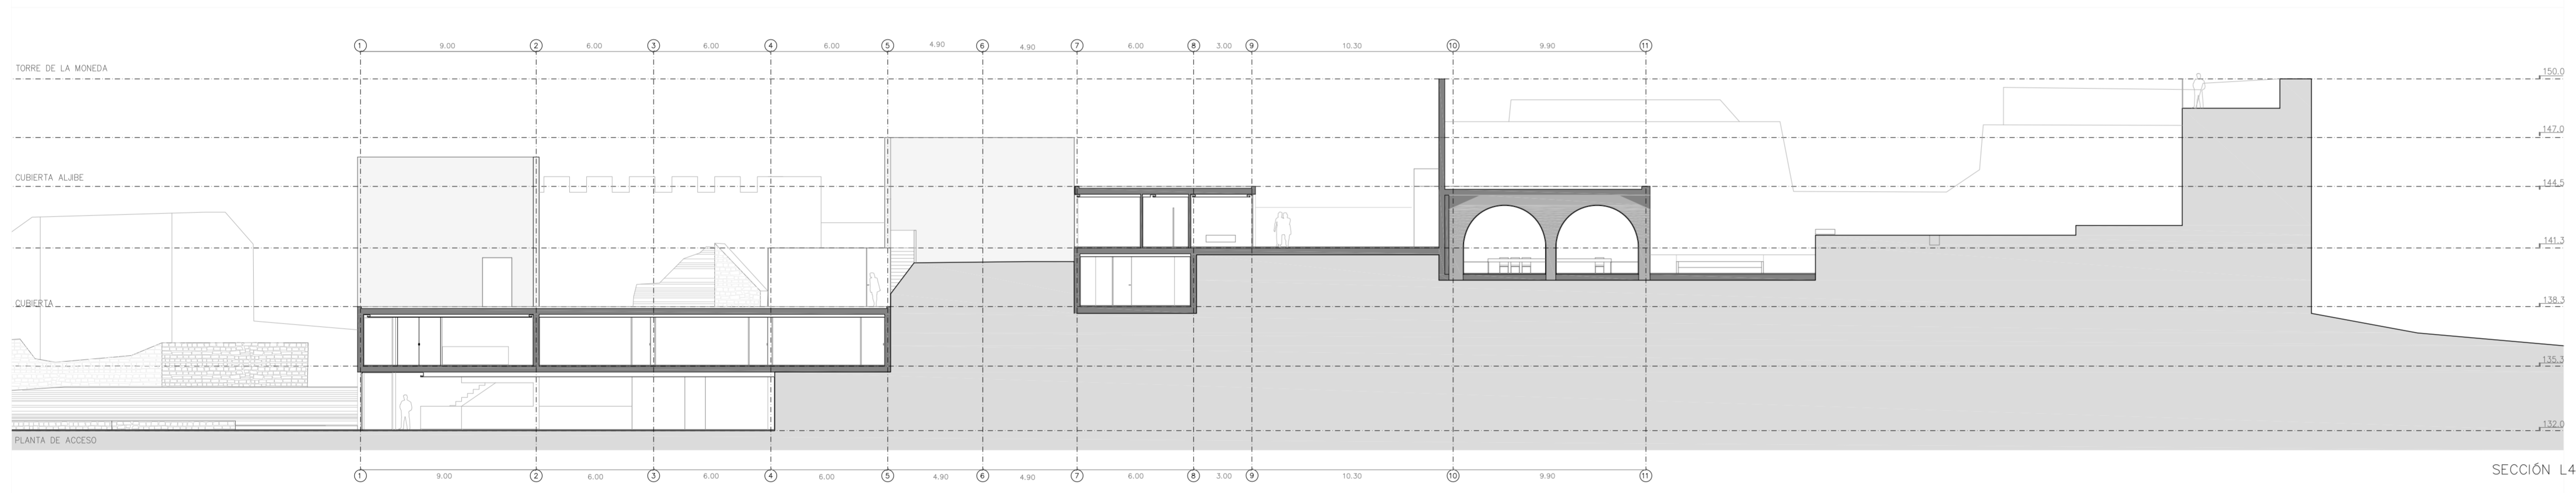 1 9.00 2 6.00 3 6.00 4 6.00 5 4.90 6 4.90 7 6.00 8 3.00 9 10.30 10 9.90 11
TORRE DE LA MONEDA
150.0
147.0
CUBIERTA ALJIBE
144.5
141.3
CUBIERTA
138.3
135.3
132.0
PLANTA DE ACCESO
1 9.00 2 6.00 3 6.00 4 6.00 5 4.90 6 4.90 7 6.00 8 3.00 9 10.30 10 9.90 11
SECCIÓN L4